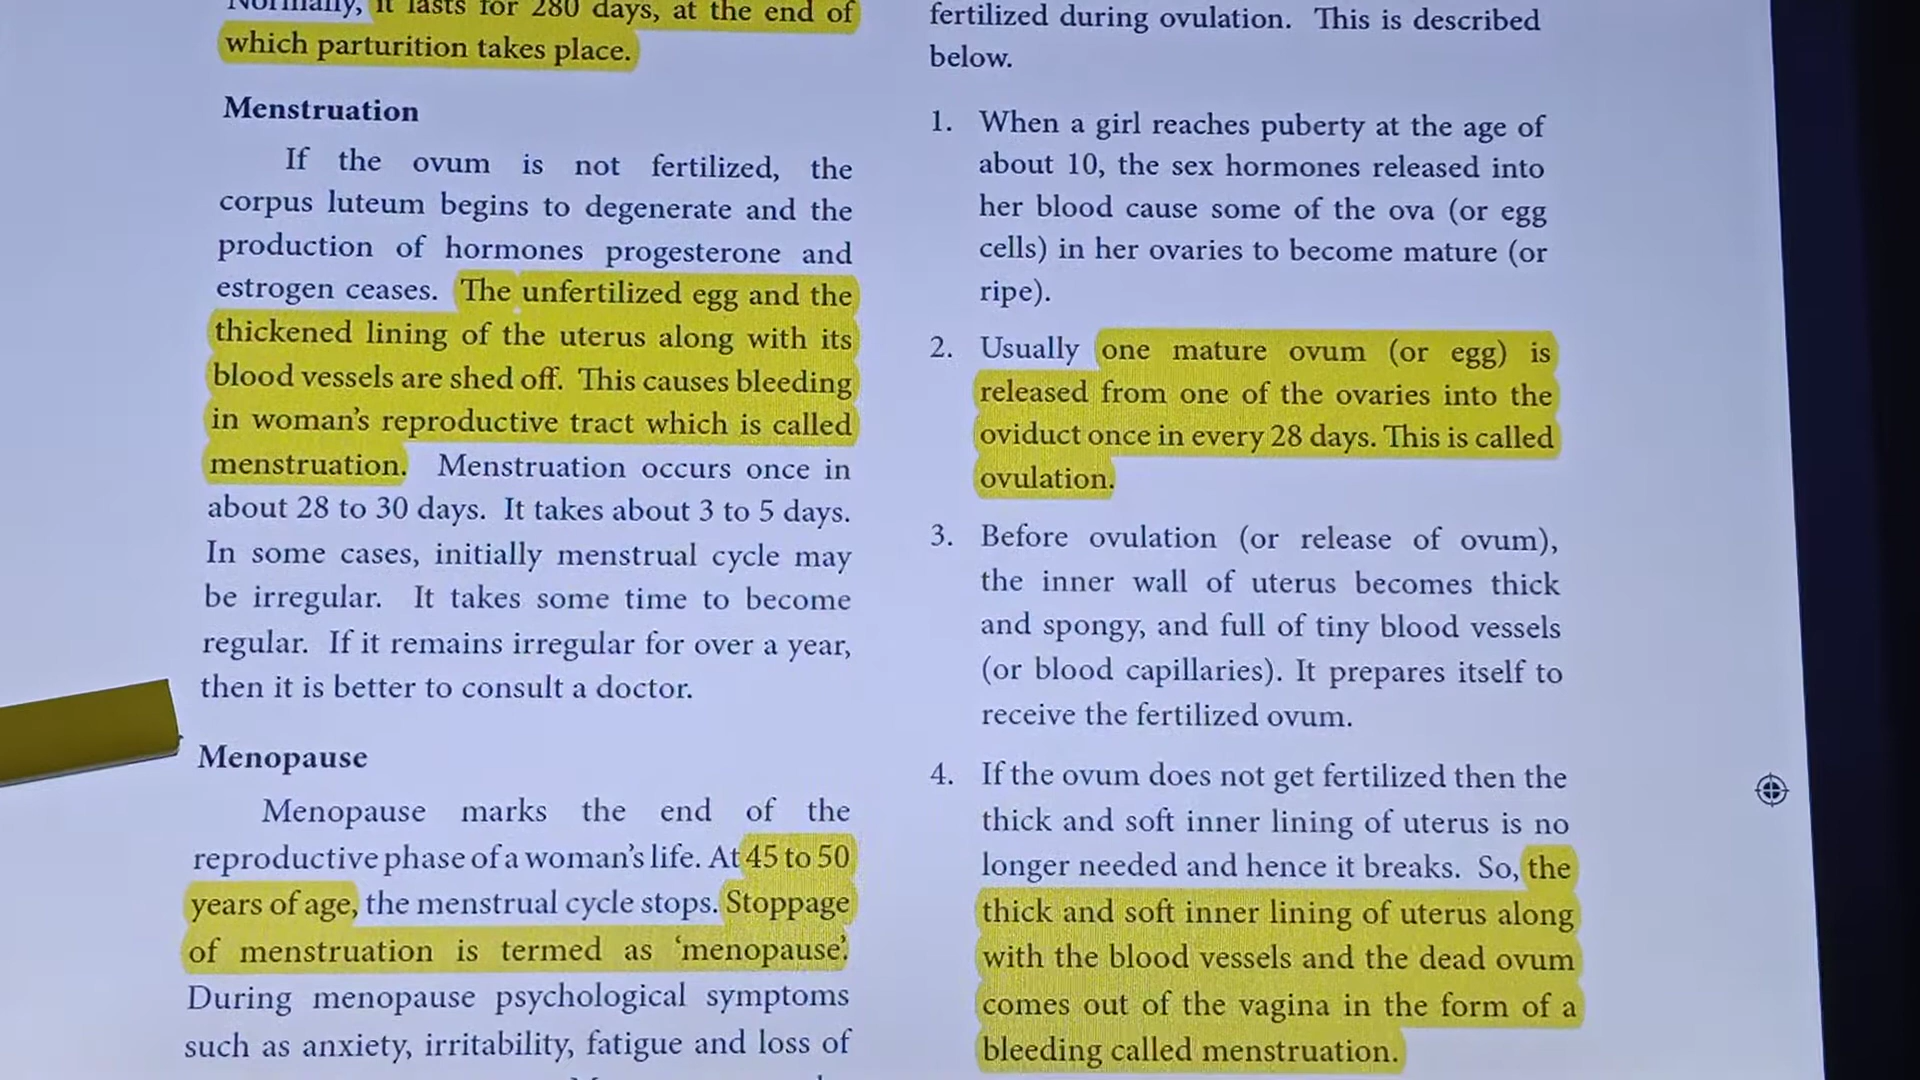 Normally, it lasts for 280 days, at the end of
which parturition takes place.
Menstruation
If the ovum is not fertilized, the
corpus luteum begins to degenerate and the
production of hormones progesterone and
estrogen ceases. The unfertilized egg and the
thickened lining of the uterus along with its
blood vessels are shed off. This causes bleeding
in woman's reproductive tract which is called
menstruation. Menstruation occurs once in
about 28 to 30 days. It takes about 3 to 5 days.
In some cases, initially menstrual cycle may
be irregular. It takes some time to become
regular. If it remains irregular for over a year,
then it is better to consult a doctor.
Menopause
Menopause marks the end of the
reproductive phase of a woman's life. At 45 to 50
years of age, the menstrual cycle stops. Stoppage
of menstruation is termed as 'menopause'.
During menopause psychological symptoms
such as anxiety, irritability, fatigue and loss of
fertilized during ovulation. This is described
below.
1. When a girl reaches puberty at the age of
about 10, the sex hormones released into
her blood cause some of the ova (or egg
cells) in her ovaries to become mature (or
ripe).
2. Usually one mature ovum (or egg) is
released from one of the ovaries into the
oviduct once in every 28 days. This is called
ovulation.
3. Before ovulation (or release of ovum),
the inner wall of uterus becomes thick
and spongy, and full of tiny blood vessels
(or blood capillaries). It prepares itself to
receive the fertilized ovum.
4. If the ovum does not get fertilized then the
thick and soft inner lining of uterus is no
longer needed and hence it breaks. So, the
thick and soft inner lining of uterus along
with the blood vessels and the dead ovum
comes out of the vagina in the form of a
bleeding called menstruation.